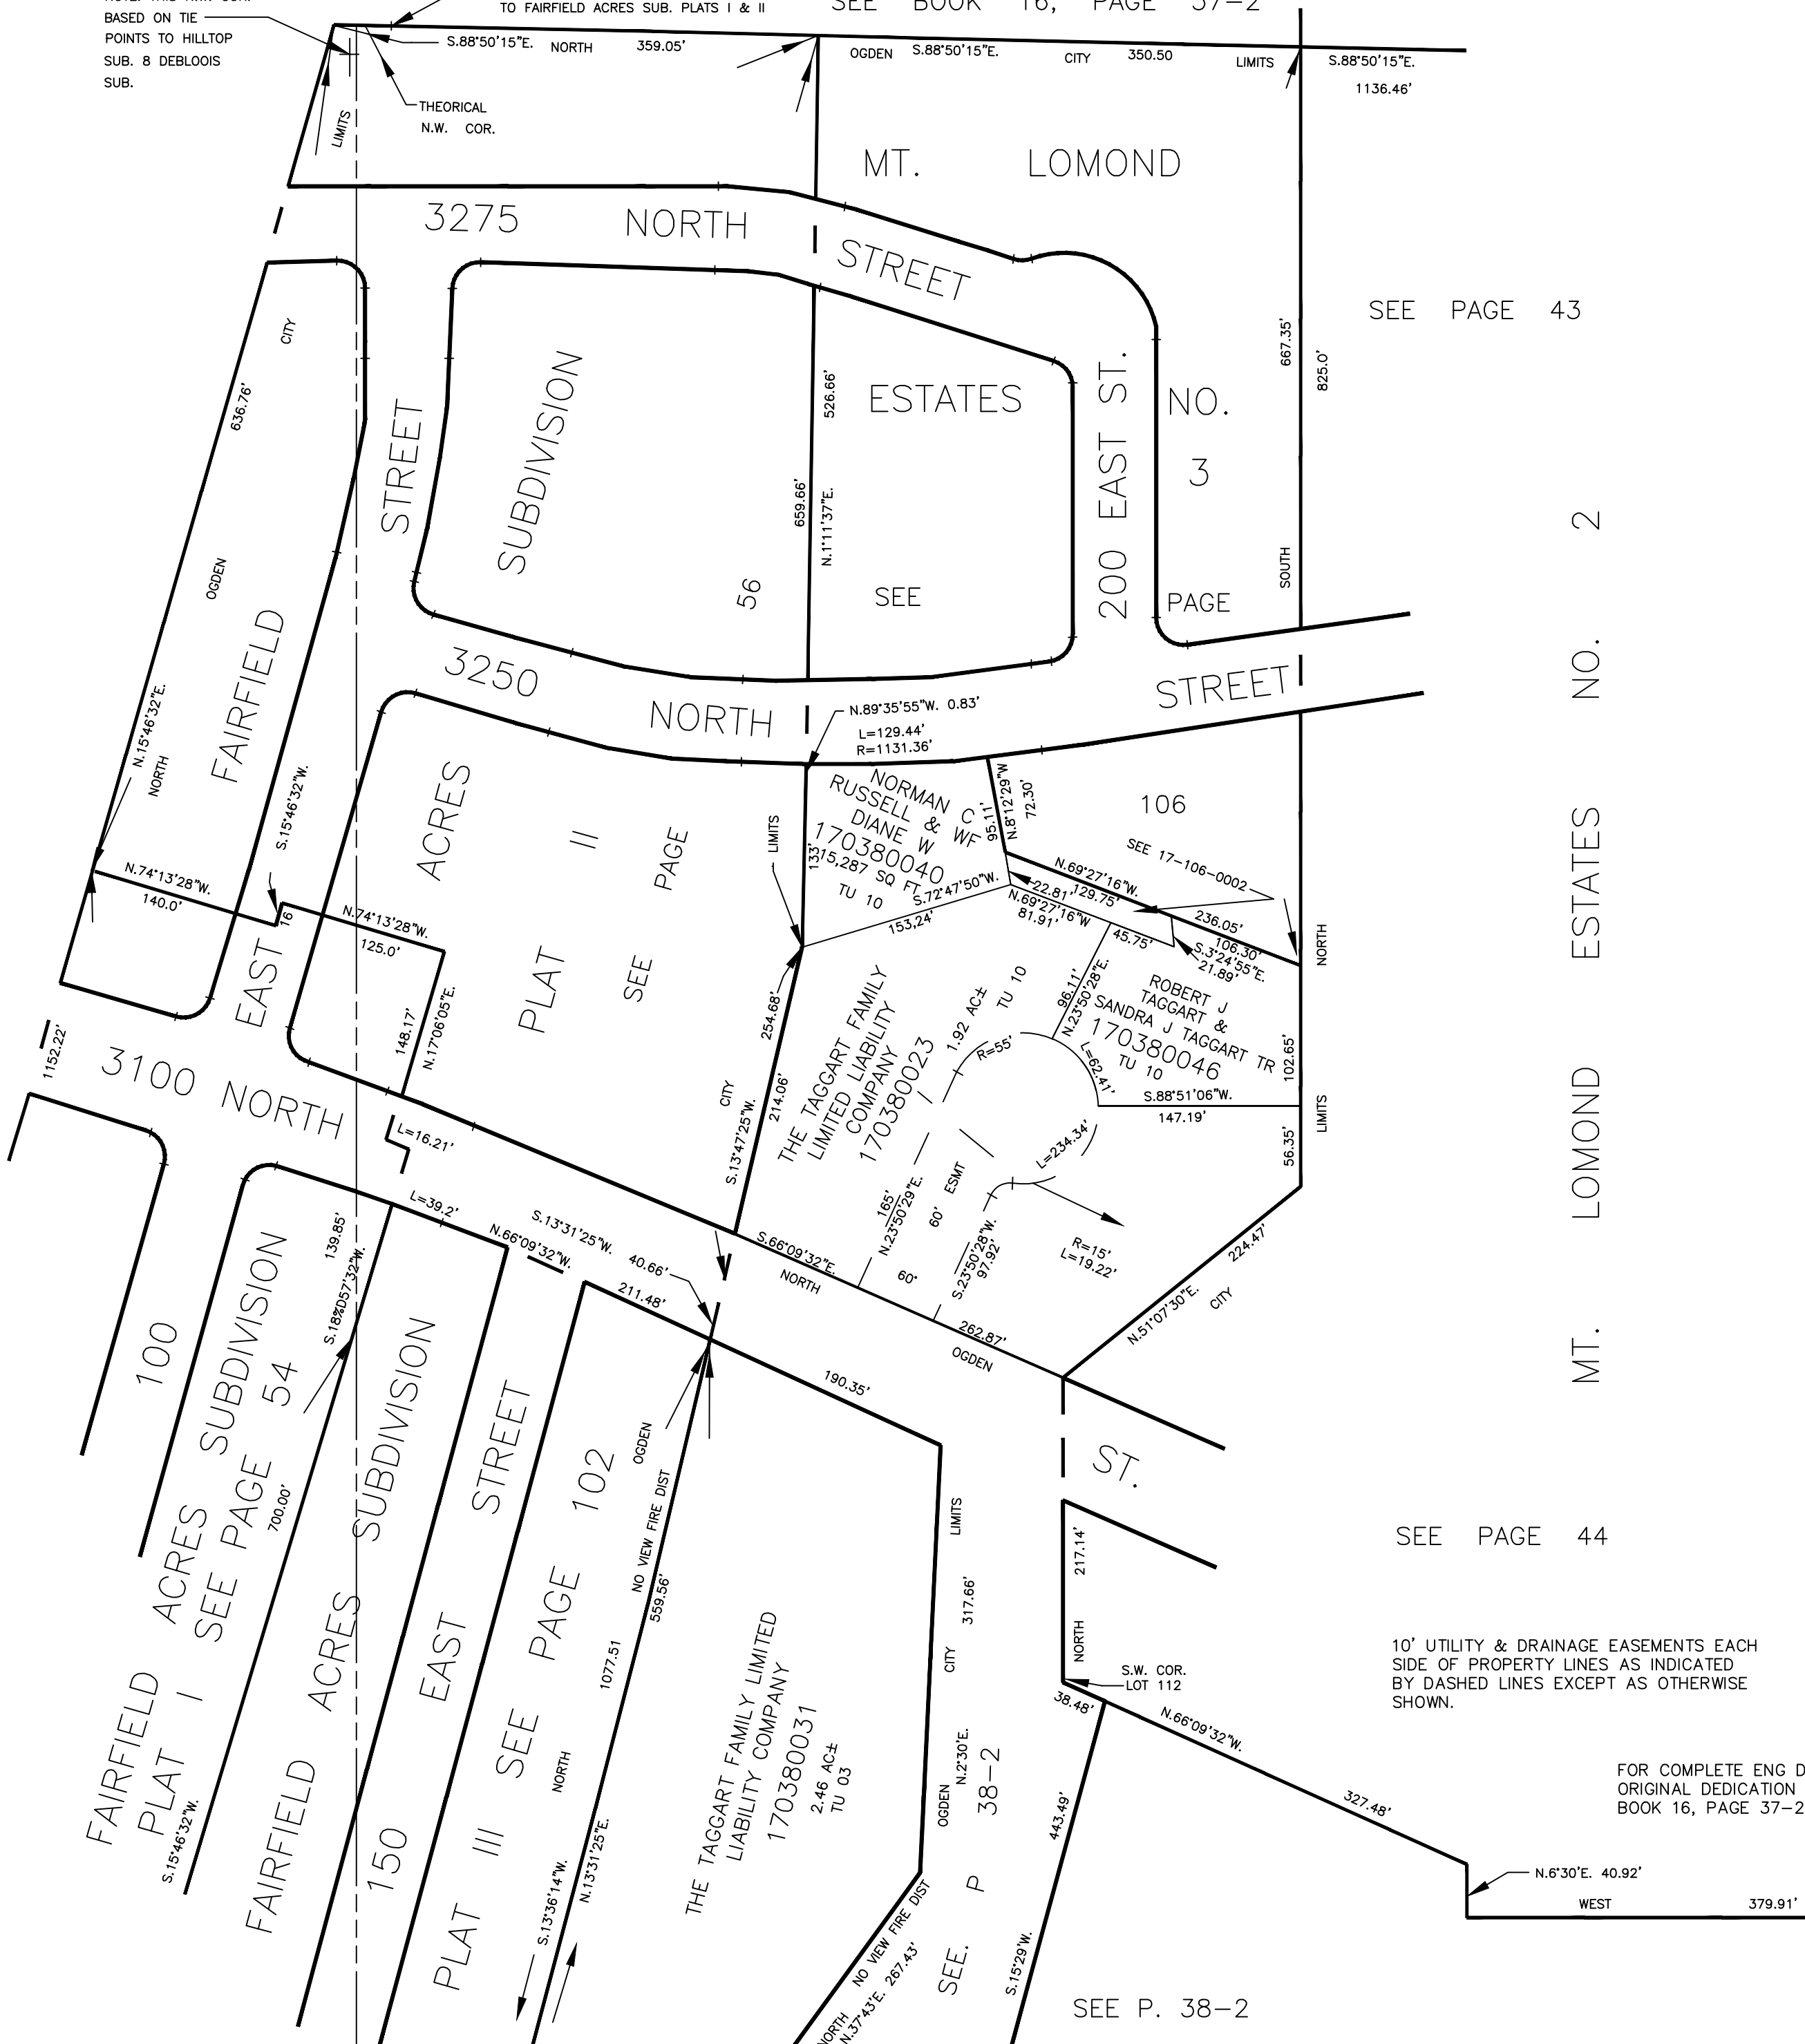 BASED ON TIE
POINTS TO HILLTOP
SUB. 8 DEBLOOIS
SUB.
TO FAIRFIELD ACRES SUB. PLATS I & II
SEE BOOK 16, PAGE 37-2
S.88°50'15"E. NORTH 359.05'
OGDEN S.88°50'15"E. CITY 350.50 LIMITS
S.88°50'15"E.
1136.46'
THEORICAL
N.W. COR.
LIMITS
MT. LOMOND
3275 NORTH STREET
SEE PAGE 43
CITY
636.76'
OGDEN
STREET
SUBDIVISION
56
526.66'
659.66'
N.1°11'37"E.
ESTATES
SEE
200 EAST ST.
NO.
3
PAGE
667.35'
825.0'
SOUTH
MT. LOMOND ESTATES NO. 2
N.15°46'32"E.
NORTH
FAIRFIELD
S.15°46'32"W.
3250 NORTH STREET
N.89°35'55"W. 0.83'
L=129.44'
R=1131.36'
NORMAN C
RUSSELL & WF
DIANE W
170380040
15,287 SQ FT
TU 10
133'
LIMITS
95.11'
N.8°12'29"W
72.30'
106
SEE 17-106-0002
N.69°27'16"W.
129.75'
236.05'
106.30'
22.81'
N.69°27'16"W
81.91'
45.75'
S.3°24'55"E.
21.89'
S.72°47'50"W.
153,24'
NORTH
N.74°13'28"W.
140.0'
16'
N.74°13'28"W.
125.0'
148.17'
N.17°06'05"E.
EAST
ACRES
PLAT II
SEE PAGE
254.68'
214.06'
S.13°47'25"W.
CITY
THE TAGGART FAMILY
LIMITED LIABILITY
COMPANY
170380023
1.92 AC±
TU 10
R=55'
96.11'
N.23°50'28"E.
ROBERT J
TAGGART &
SANDRA J TAGGART TR
170380046
TU 10
L=62.41'
102.65'
S.88°51'06"W.
147.19'
LIMITS
56.35'
L=234.34'
165'
N.23°50'29"E.
60' ESMT
60'
S.23°50'28"W.
97.92'
R=15'
L=19.22'
224.47'
N.51°07'30"E.
CITY
1152.22'
3100 NORTH
L=16.21'
L=39.2'
N.66°09'32"W.
S.13°31'25"W. 40.66'
211.48'
S.66°09'32"E.
NORTH
262.87'
OGDEN
190.35'
ST.
100
139.85'
S.18%D57'32"W.
FAIRFIELD ACRES SUBDIVISION
PLAT I SEE PAGE 54
700.00'
S.15°46'32"W.
FAIRFIELD ACRES SUBDIVISION
150 EAST STREET
PLAT III SEE PAGE 102
OGDEN
NO VIEW FIRE DIST
559.56'
1077.51
NORTH
N.13°31'25"E.
S.13°36'14"W.
THE TAGGART FAMILY LIMITED
LIABILITY COMPANY
170380031
2.46 AC±
TU 03
LIMITS
317.66'
CITY
N.2°30'E.
OGDEN
SEE. P 38-2
NO VIEW FIRE DIST
NORTH
N.37°43'E. 267.43'
217.14'
NORTH
S.W. COR.
LOT 112
38.48'
N.66°09'32"W.
327.48'
443.49'
S.15°29'W.
SEE PAGE 44
10' UTILITY & DRAINAGE EASEMENTS EACH
SIDE OF PROPERTY LINES AS INDICATED
BY DASHED LINES EXCEPT AS OTHERWISE
SHOWN.
FOR COMPLETE ENG D
ORIGINAL DEDICATION
BOOK 16, PAGE 37-2
N.6°30'E. 40.92'
WEST 379.91'
SEE P. 38-2